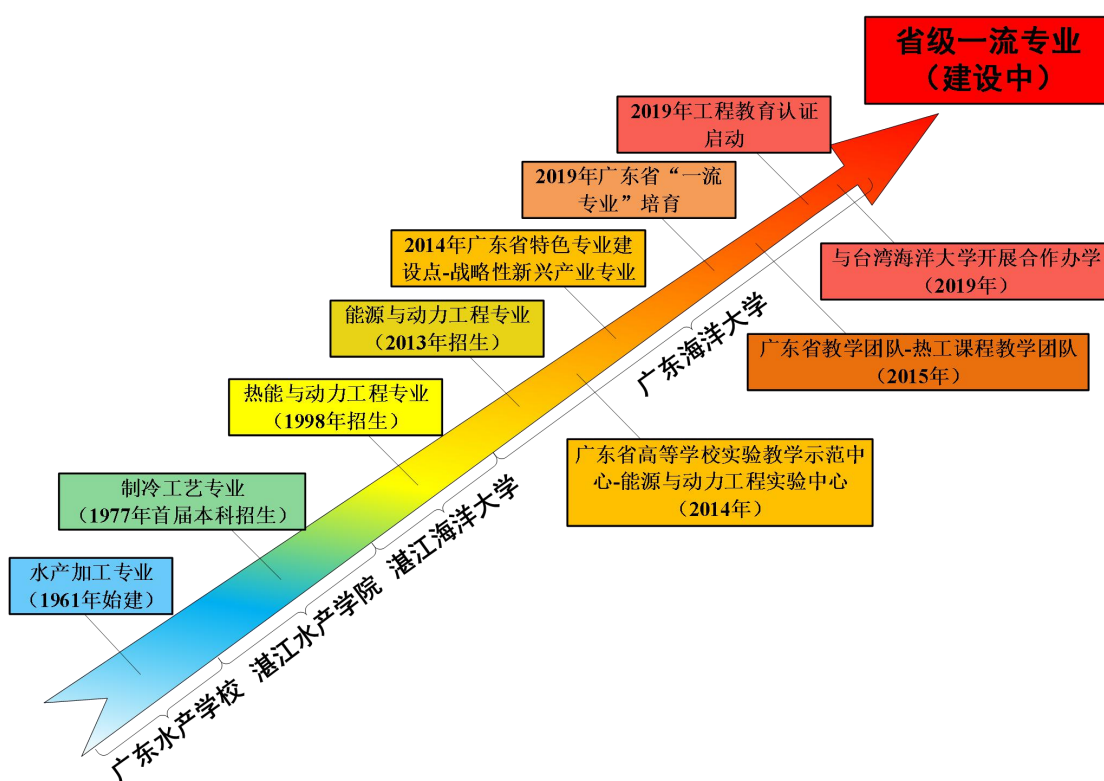 省级一流专业
（建设中）
2019年工程教育认证
启动
2019年广东省“一流
专业”培育
2014年广东省特色专业建
设点-战略性新兴产业专业
能源与动力工程专业
（2013年招生）
热能与动力工程专业
（1998年招生）
制冷工艺专业
（1977年首届本科招生）
水产加工专业
（1961年始建）
与台湾海洋大学开展合作办学
（2019年）
广东省教学团队-热工课程教学团队
（2015年）
广东省高等学校实验教学示范中
心-能源与动力工程实验中心
（2014年）
广东水产学校
湛江水产学院
湛江海洋大学
广东海洋大学